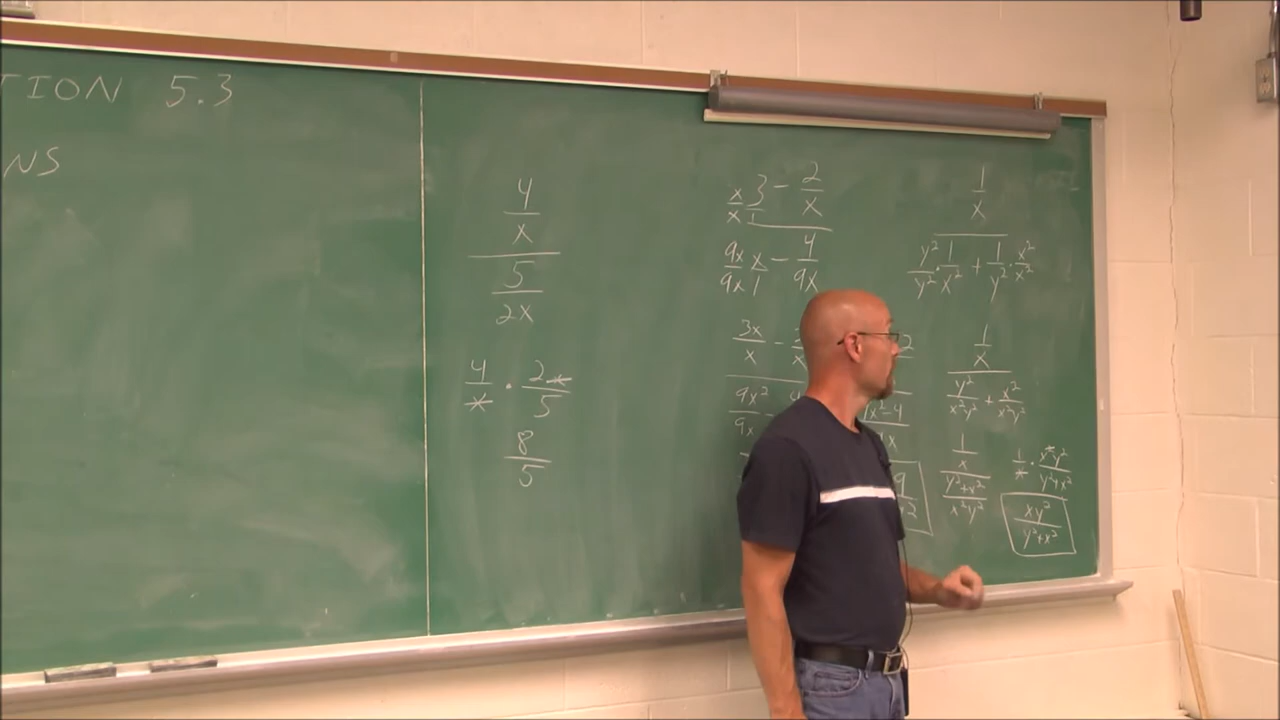 TION 5.3
NS
4
x
5
2x
4/x · 2x/5
8
5
x/x 3/1 - 2/x
9x/9x x/1 - 4/9x
3x/x -
9x²/9x -
1
x
y²/y² · 1/x² + 1/y² · x²/x²
1
x
y²/x²y² + x²/x²y²
1
x
y²+x²
x²y²
1/x · x²y²/y²+x²
xy²
y²+x²